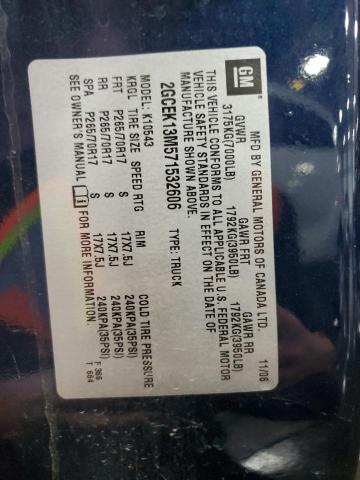 GM
MFD BY GENERAL MOTORS OF CANADA LTD. 11/06
GVWR GAWR FRT GAWR RR
3175KG(7000LB) 1792KG(3950LB) 1792KG(3950LB)
THIS VEHICLE CONFORMS TO ALL APPLICABLE U.S. FEDERAL MOTOR
VEHICLE SAFETY STANDARDS IN EFFECT ON THE DATE OF
MANUFACTURE SHOWN ABOVE.
2GCEK13M571532606 TYPE: TRUCK
MODEL: K10543
KRGL TIRE SIZE SPEED RTG RIM COLD TIRE PRESSURE
FRT P265/70R17 S 17X7.5J 240KPA(35PSI)
RR P265/70R17 S 17X7.5J 240KPA(35PSI)
SPA P265/70R17 S 17X7.5J 240KPA(35PSI)
SEE OWNER'S MANUAL i FOR MORE INFORMATION.
F 366
T 664